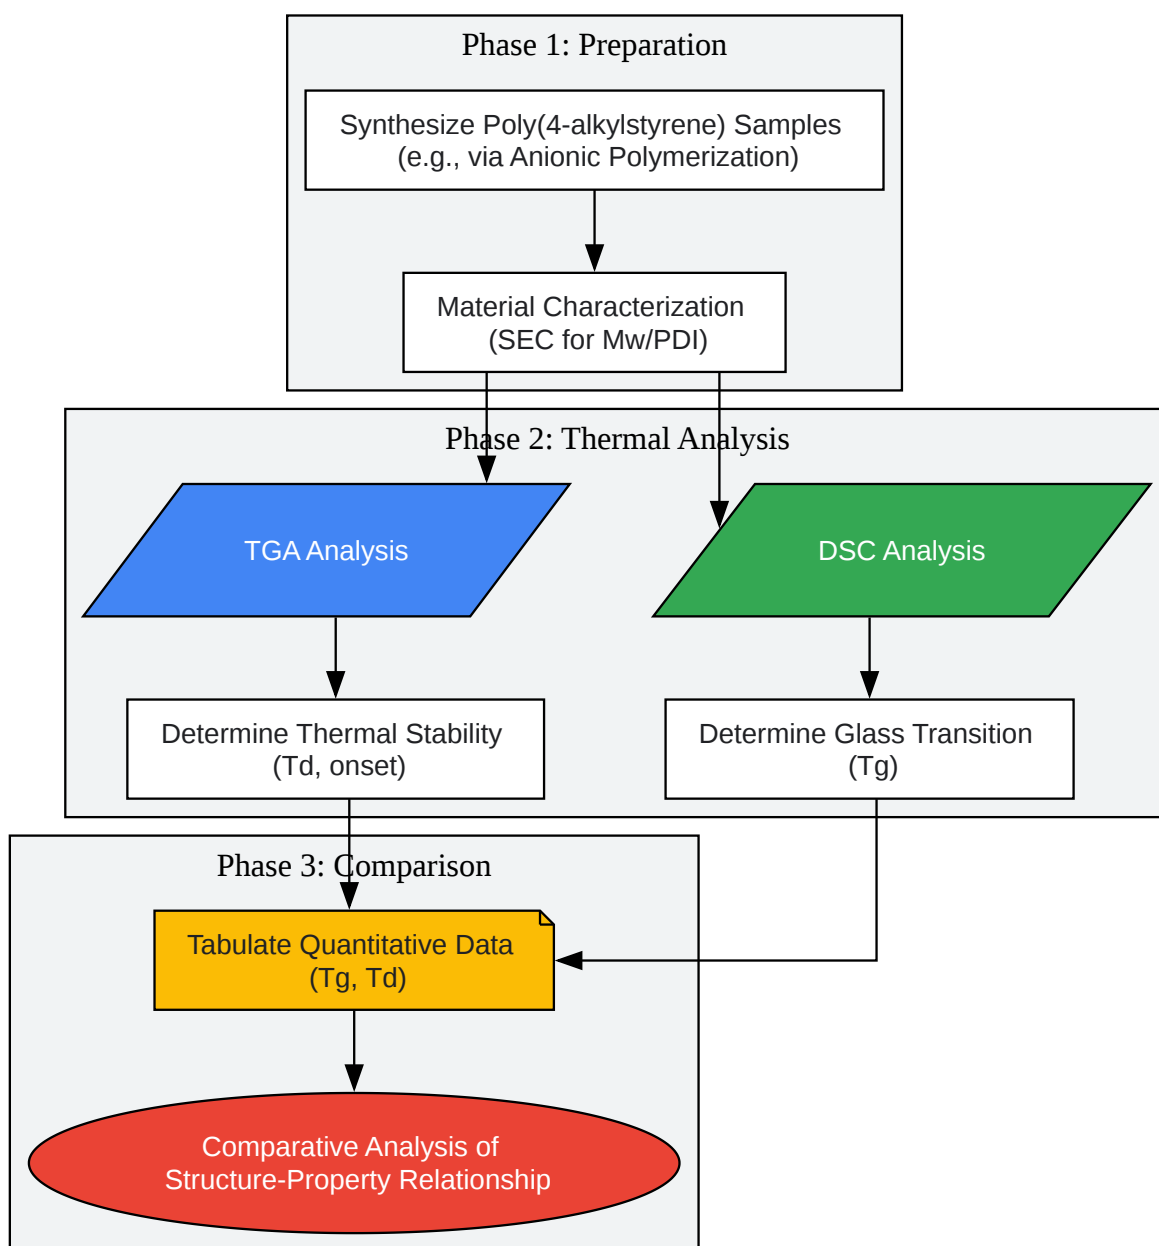 Phase 1: Preparation
Synthesize Poly(4-alkylstyrene) Samples
(e.g., via Anionic Polymerization)
Material Characterization
(SEC for Mw/PDI)
Phase 2: Thermal Analysis
TGA Analysis
DSC Analysis
Determine Thermal Stability
(Td, onset)
Determine Glass Transition
(Tg)
Phase 3: Comparison
Tabulate Quantitative Data
(Tg, Td)
Comparative Analysis of
Structure-Property Relationship